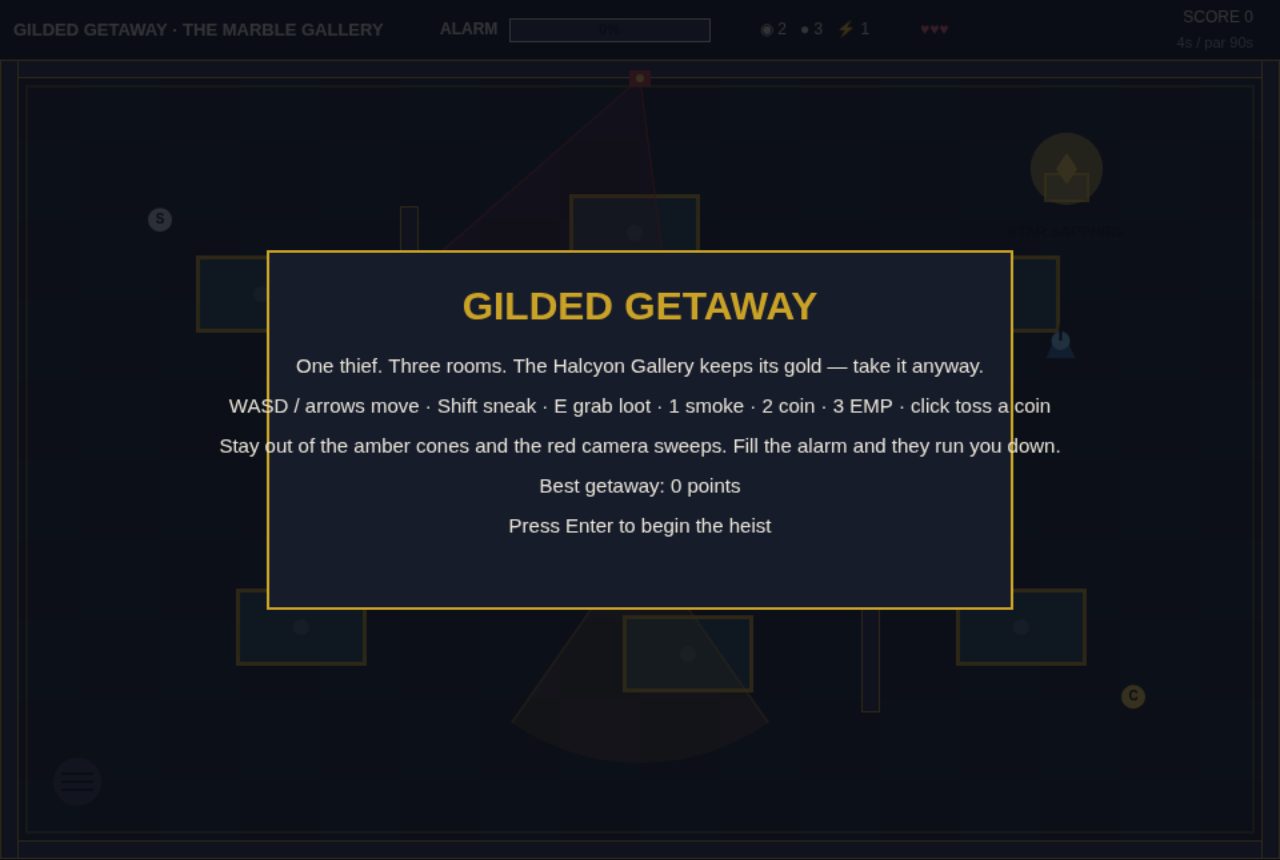 GILDED GETAWAY · THE MARBLE GALLERY
ALARM
0%
◉ 2 ● 3 ⚡ 1
♥♥♥
SCORE 0
4s / par 90s
S
STAR SAPPHIRE
GILDED GETAWAY
One thief. Three rooms. The Halcyon Gallery keeps its gold — take it anyway.
WASD / arrows move · Shift sneak · E grab loot · 1 smoke · 2 coin · 3 EMP · click toss a coin
Stay out of the amber cones and the red camera sweeps. Fill the alarm and they run you down.
Best getaway: 0 points
Press Enter to begin the heist
C